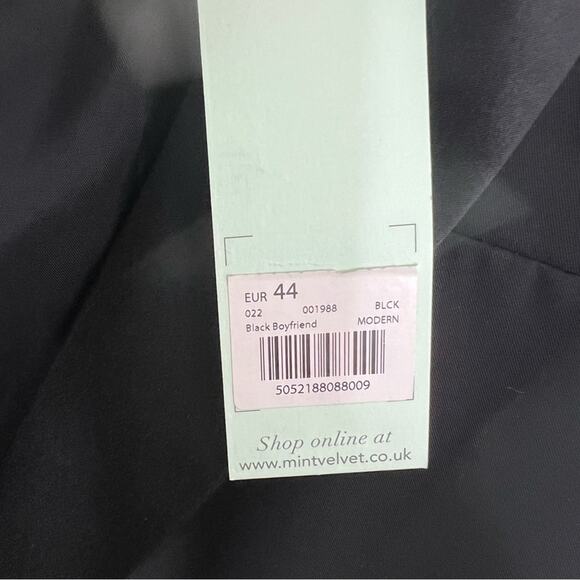 EUR 44
022 001988 BLCK
Black Boyfriend MODERN
5052188088009
Shop online at
www.mintvelvet.co.uk